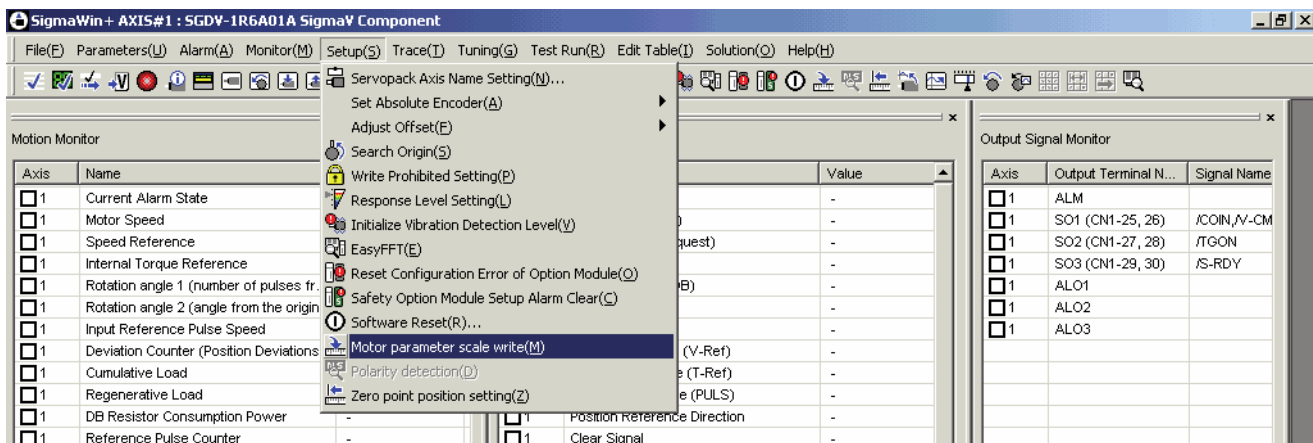 SigmaWin+ AXIS#1 : SGDV-1R6A01A SigmaV Component
File(F) Parameters(U) Alarm(A) Monitor(M) Setup(S) Trace(T) Tuning(G) Test Run(R) Edit Table(I) Solution(O) Help(H)
Servopack Axis Name Setting(N)...
Set Absolute Encoder(A)
Adjust Offset(F)
Search Origin(S)
Write Prohibited Setting(P)
Response Level Setting(L)
Initialize Vibration Detection Level(V)
EasyFFT(E)
Reset Configuration Error of Option Module(O)
Safety Option Module Setup Alarm Clear(C)
Software Reset(R)...
Motor parameter scale write(M)
Polarity detection(D)
Zero point position setting(Z)
Motion Monitor
Axis Name
1 Current Alarm State
1 Motor Speed
1 Speed Reference
1 Internal Torque Reference
1 Rotation angle 1 (number of pulses fr.
1 Rotation angle 2 (angle from the origin
1 Input Reference Pulse Speed
1 Deviation Counter (Position Deviations
1 Cumulative Load
1 Regenerative Load
1 DB Resistor Consumption Power -
1 Reference Pulse Counter -
Value
-
-
quest) -
-
B) -
-
-
(V-Ref) -
e (T-Ref) -
e (PULS) -
1 Position Reference Direction -
1 Clear Signal -
Output Signal Monitor
Axis Output Terminal N... Signal Name
1 ALM
1 SO1 (CN1-25, 26) /COIN,/V-CM
1 SO2 (CN1-27, 28) /TGON
1 SO3 (CN1-29, 30) /S-RDY
1 ALO1
1 ALO2
1 ALO3